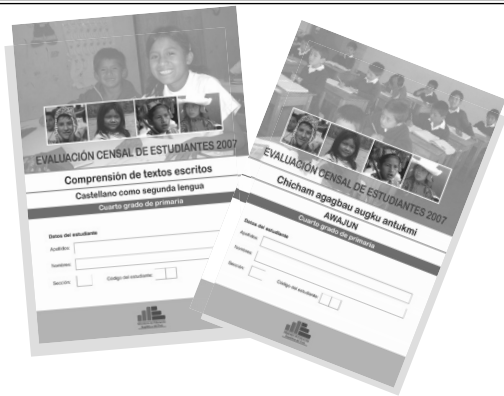 EVALUACIÓN CENSAL DE ESTUDIANTES 2007
Comprensión de textos escritos
Castellano como segunda lengua
Cuarto grado de primaria
Datos del estudiante
Apellidos:
Nombres:
Sección:
Código del estudiante:
EVALUACIÓN CENSAL DE ESTUDIANTES 2007
Chicham agagbau augku antukmi
AWAJUN
Cuarto grado de primaria
Datos del estudiante
Apellidos:
Nombres:
Sección:
Código del estudiante: